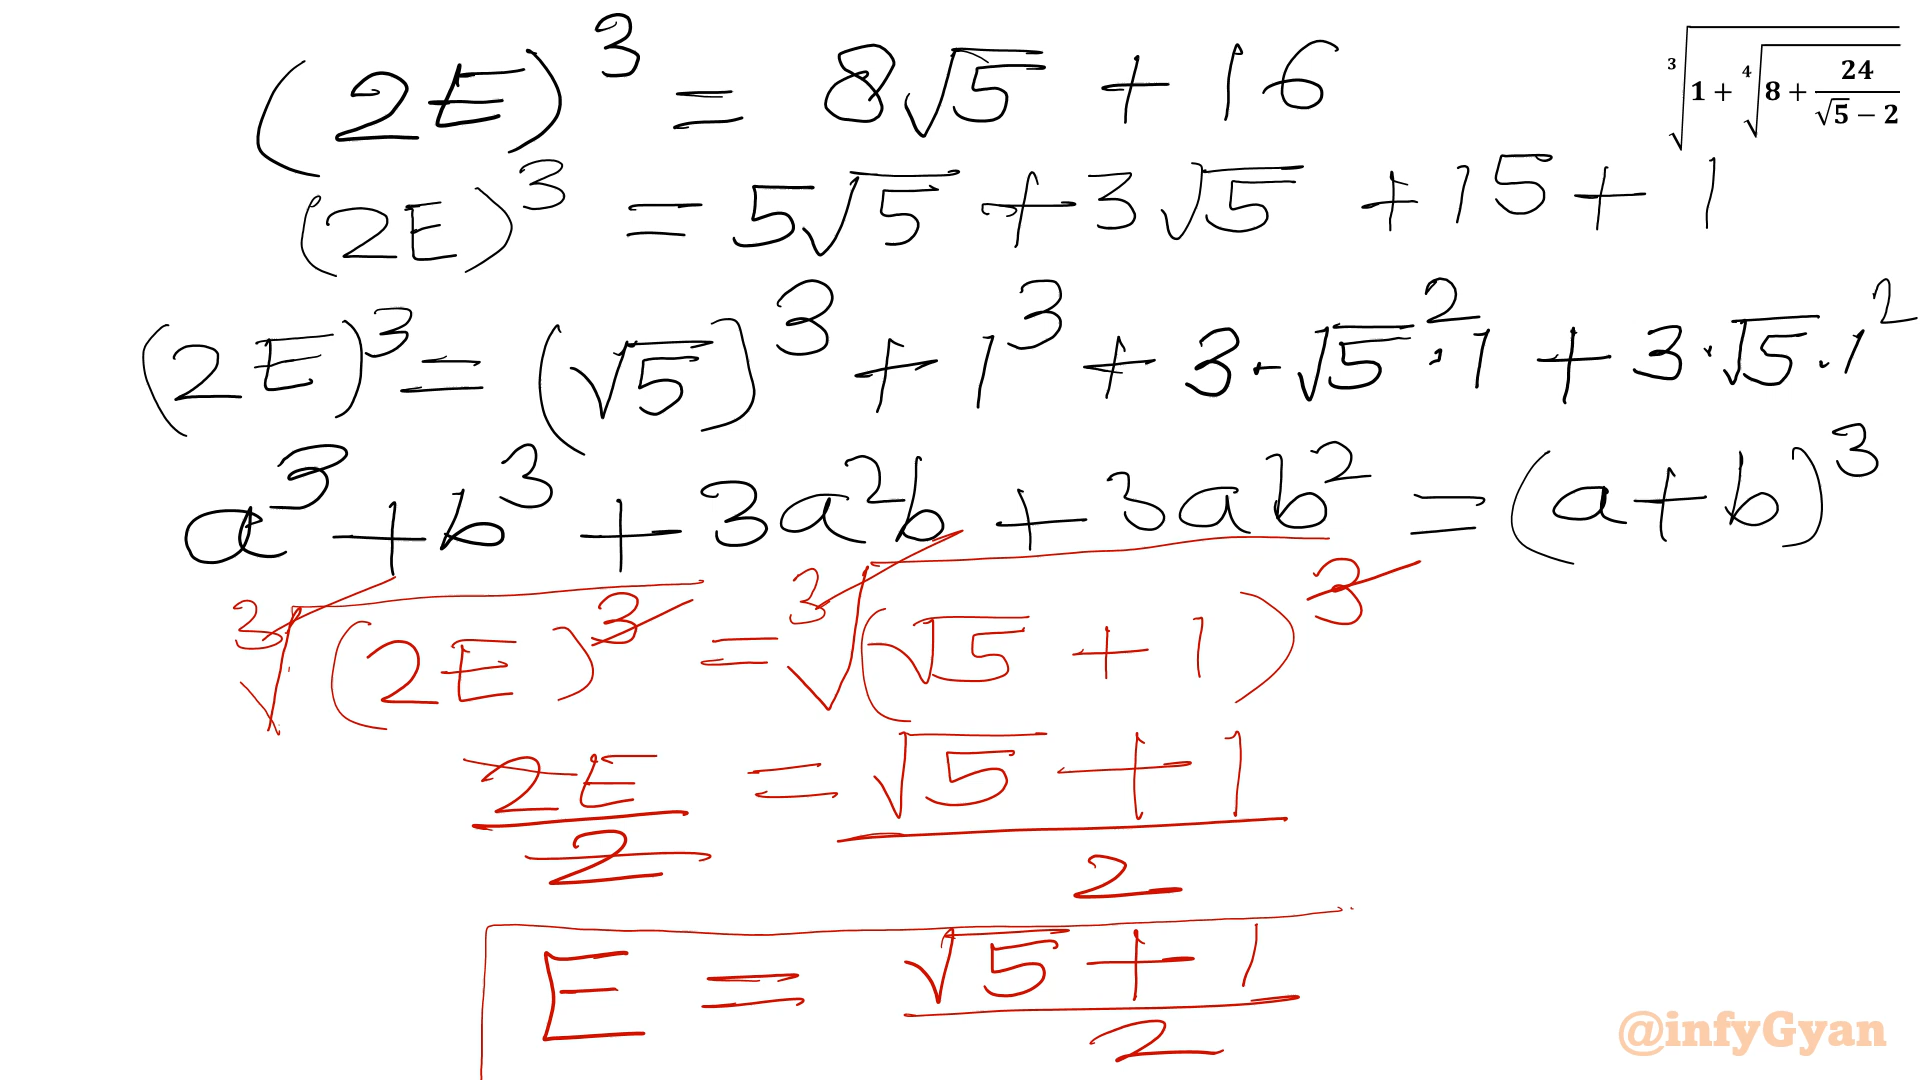 (2E)³ = 8√5 + 16
∛(1 + ∜(8 + 24/(√5 − 2)))
(2E)³ = 5√5 + 3√5 + 15 + 1
(2E)³ = (√5)³ + 1³ + 3·√5²·1 + 3·√5·1²
a³ + b³ + 3a²b + 3ab² = (a + b)³
∛(2E)³ = ∛(√5 + 1)³
2E/2 = (√5 + 1)/2
E = (√5 + 1)/2
@infyGyan